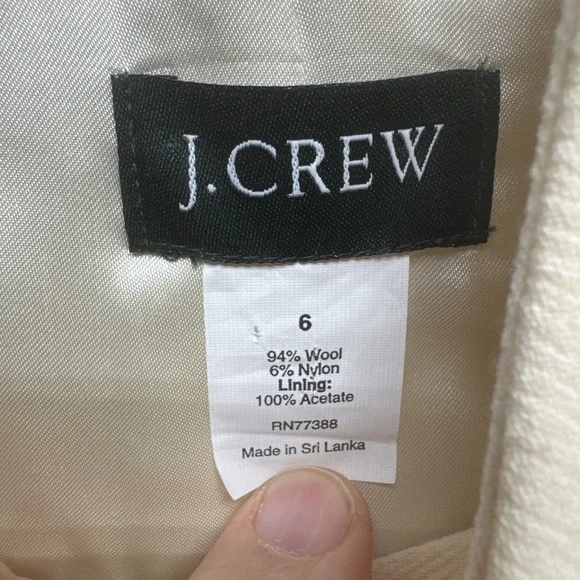 J.CREW
6
94% Wool
6% Nylon
Lining:
100% Acetate
RN77388
Made in Sri Lanka